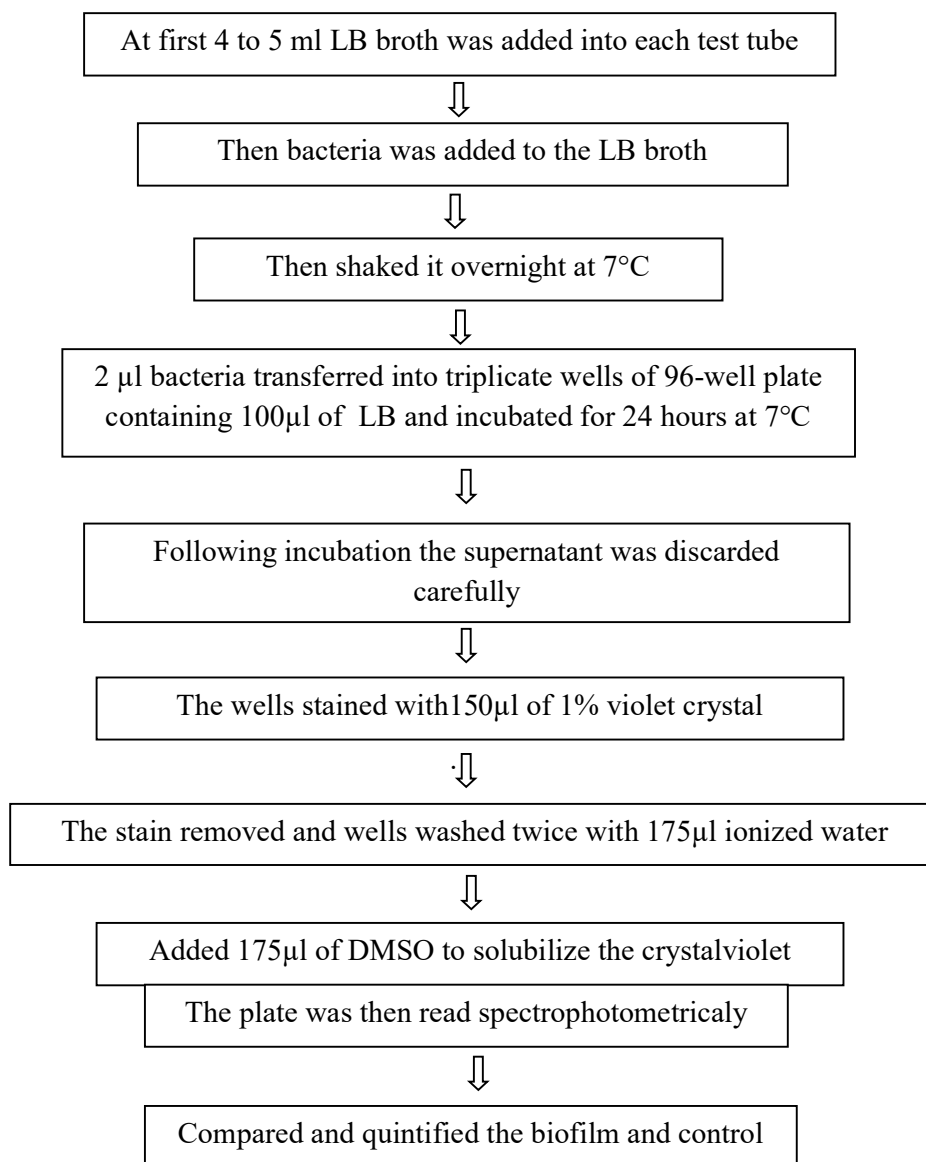 At first 4 to 5 ml LB broth was added into each test tube
Then bacteria was added to the LB broth
Then shaked it overnight at 7°C
2 µl bacteria transferred into triplicate wells of 96-well plate
containing 100µl of LB and incubated for 24 hours at 7°C
Following incubation the supernatant was discarded
carefully
The wells stained with150µl of 1% violet crystal
.
The stain removed and wells washed twice with 175µl ionized water
Added 175µl of DMSO to solubilize the crystalviolet
The plate was then read spectrophotometricaly
Compared and quintified the biofilm and control